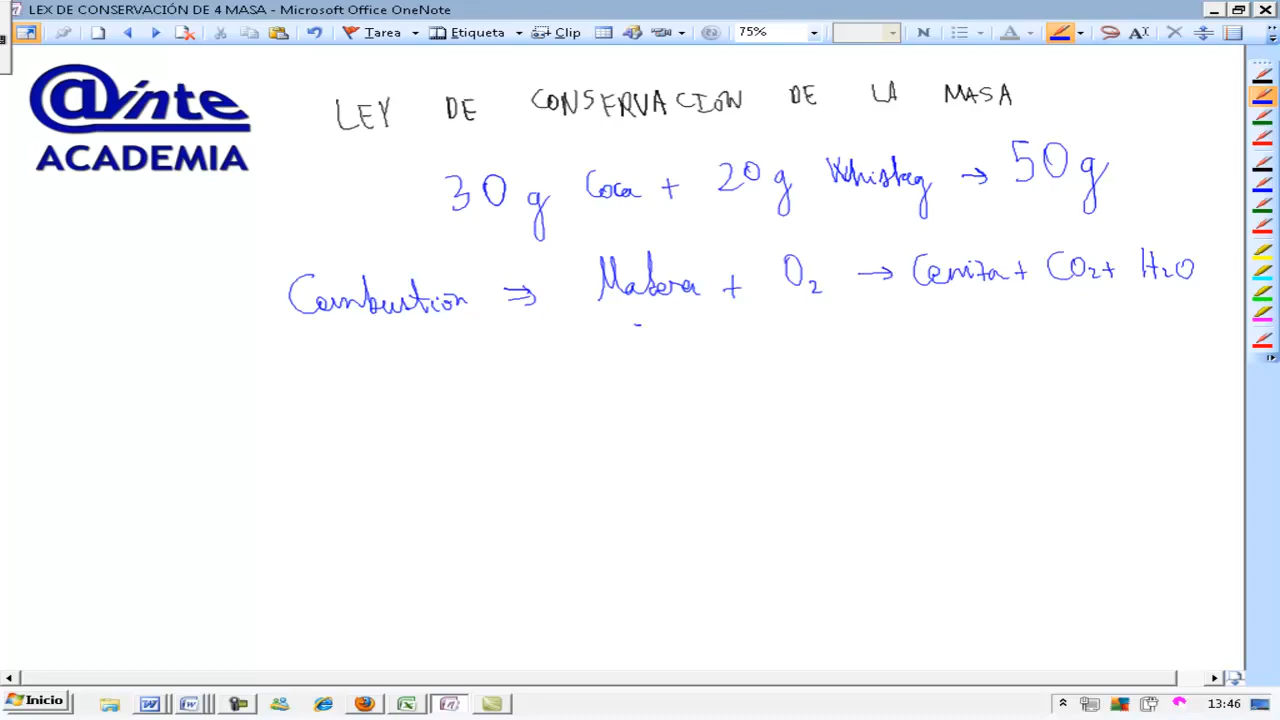 LEX DE CONSERVACIÓN DE 4 MASA - Microsoft Office OneNote
Tarea Etiqueta Clip 75% N A
@inte
ACADEMIA
LEY DE CONSERVACION DE LA MASA
30 g Coca + 20 g Whiskey → 50 g
Combustion ⇒ Madera + O2 → Ceniza + CO2 + H2O
Inicio 13:46